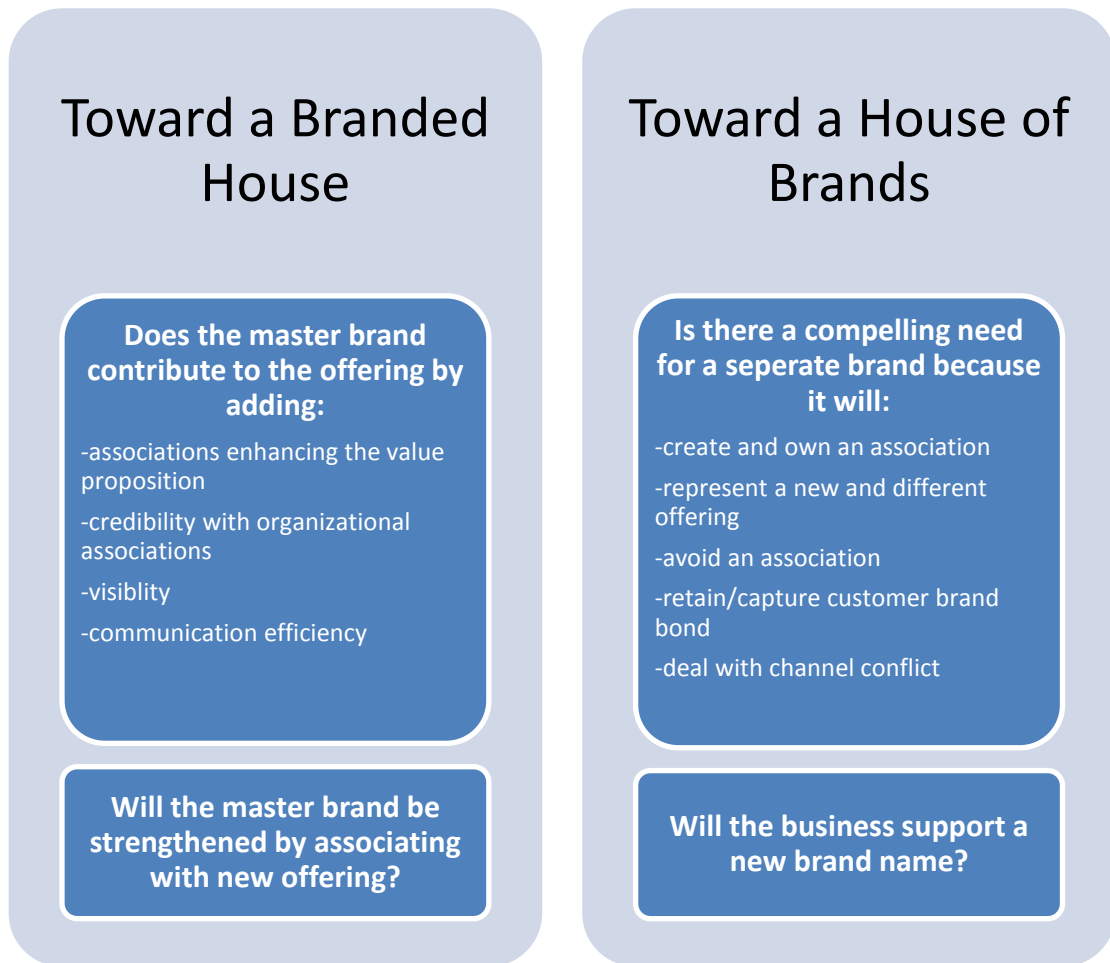 Toward a Branded
House
Does the master brand
contribute to the offering by
adding:
-associations enhancing the value
proposition
-credibility with organizational
associations
-visiblity
-communication efficiency
Will the master brand be
strengthened by associating
with new offering?
Toward a House of
Brands
Is there a compelling need
for a seperate brand because
it will:
-create and own an association
-represent a new and different
offering
-avoid an association
-retain/capture customer brand
bond
-deal with channel conflict
Will the business support a
new brand name?